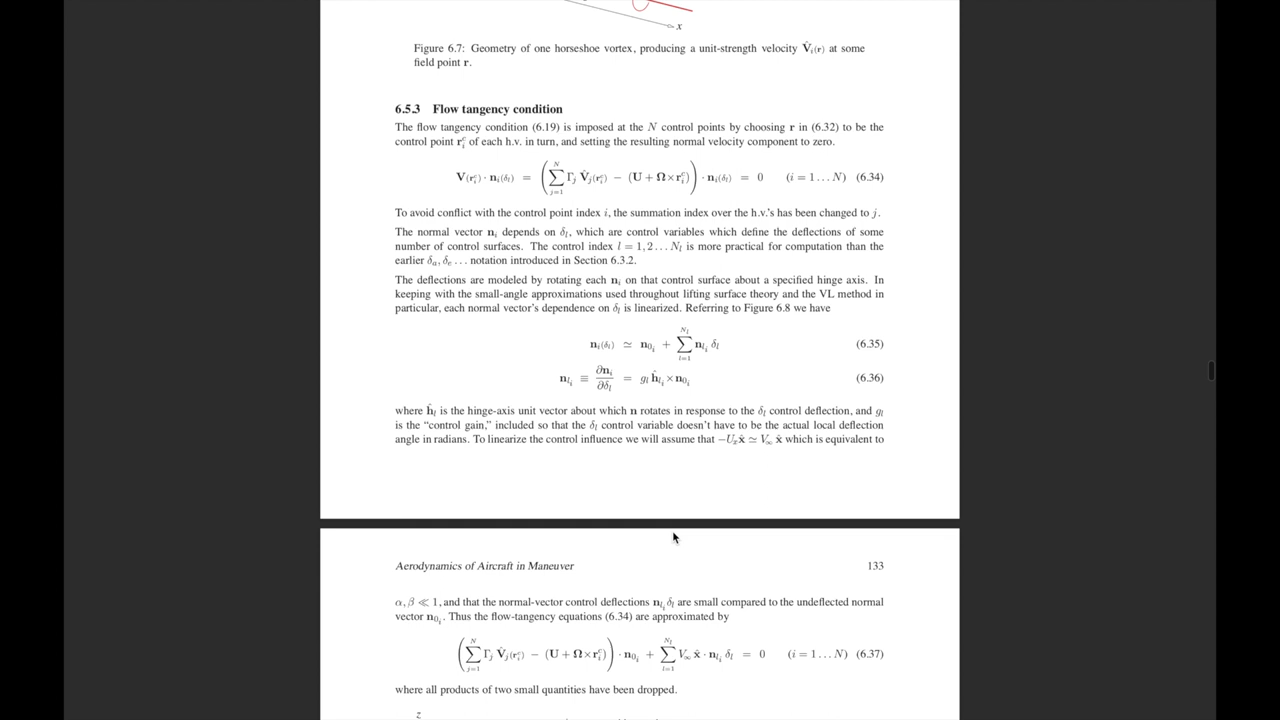 x
Figure 6.7: Geometry of one horseshoe vortex, producing a unit-strength velocity V̂ᵢ(r) at some
field point r.
6.5.3 Flow tangency condition
The flow tangency condition (6.19) is imposed at the N control points by choosing r in (6.32) to be the
control point rᵢᶜ of each h.v. in turn, and setting the resulting normal velocity component to zero.
V(rᵢᶜ) · nᵢ(δₗ) = ( ∑_{j=1}^{N} Γⱼ V̂ⱼ(rᵢᶜ) − (U + Ω×rᵢᶜ) ) · nᵢ(δₗ) = 0 (i = 1 . . . N) (6.34)
To avoid conflict with the control point index i, the summation index over the h.v.'s has been changed to j.
The normal vector nᵢ depends on δₗ, which are control variables which define the deflections of some
number of control surfaces. The control index l = 1, 2 . . . Nₗ is more practical for computation than the
earlier δₐ, δₑ . . . notation introduced in Section 6.3.2.
The deflections are modeled by rotating each nᵢ on that control surface about a specified hinge axis. In
keeping with the small-angle approximations used throughout lifting surface theory and the VL method in
particular, each normal vector's dependence on δₗ is linearized. Referring to Figure 6.8 we have
nᵢ(δₗ) ≃ n₀ᵢ + ∑_{l=1}^{Nₗ} nₗᵢ δₗ (6.35)
nₗᵢ ≡ ∂nᵢ/∂δₗ = gₗ ĥₗᵢ × n₀ᵢ (6.36)
where ĥₗ is the hinge-axis unit vector about which n rotates in response to the δₗ control deflection, and gₗ
is the “control gain,” included so that the δₗ control variable doesn't have to be the actual local deflection
angle in radians. To linearize the control influence we will assume that −Uₓx̂ ≃ V∞ x̂ which is equivalent to
Aerodynamics of Aircraft in Maneuver 133
α, β ≪ 1, and that the normal-vector control deflections nₗᵢ δₗ are small compared to the undeflected normal
vector n₀ᵢ. Thus the flow-tangency equations (6.34) are approximated by
( ∑_{j=1}^{N} Γⱼ V̂ⱼ(rᵢᶜ) − (U + Ω×rᵢᶜ) ) · n₀ᵢ + ∑_{l=1}^{Nₗ} V∞ x̂ · nₗᵢ δₗ = 0 (i = 1 . . . N) (6.37)
where all products of two small quantities have been dropped.
z